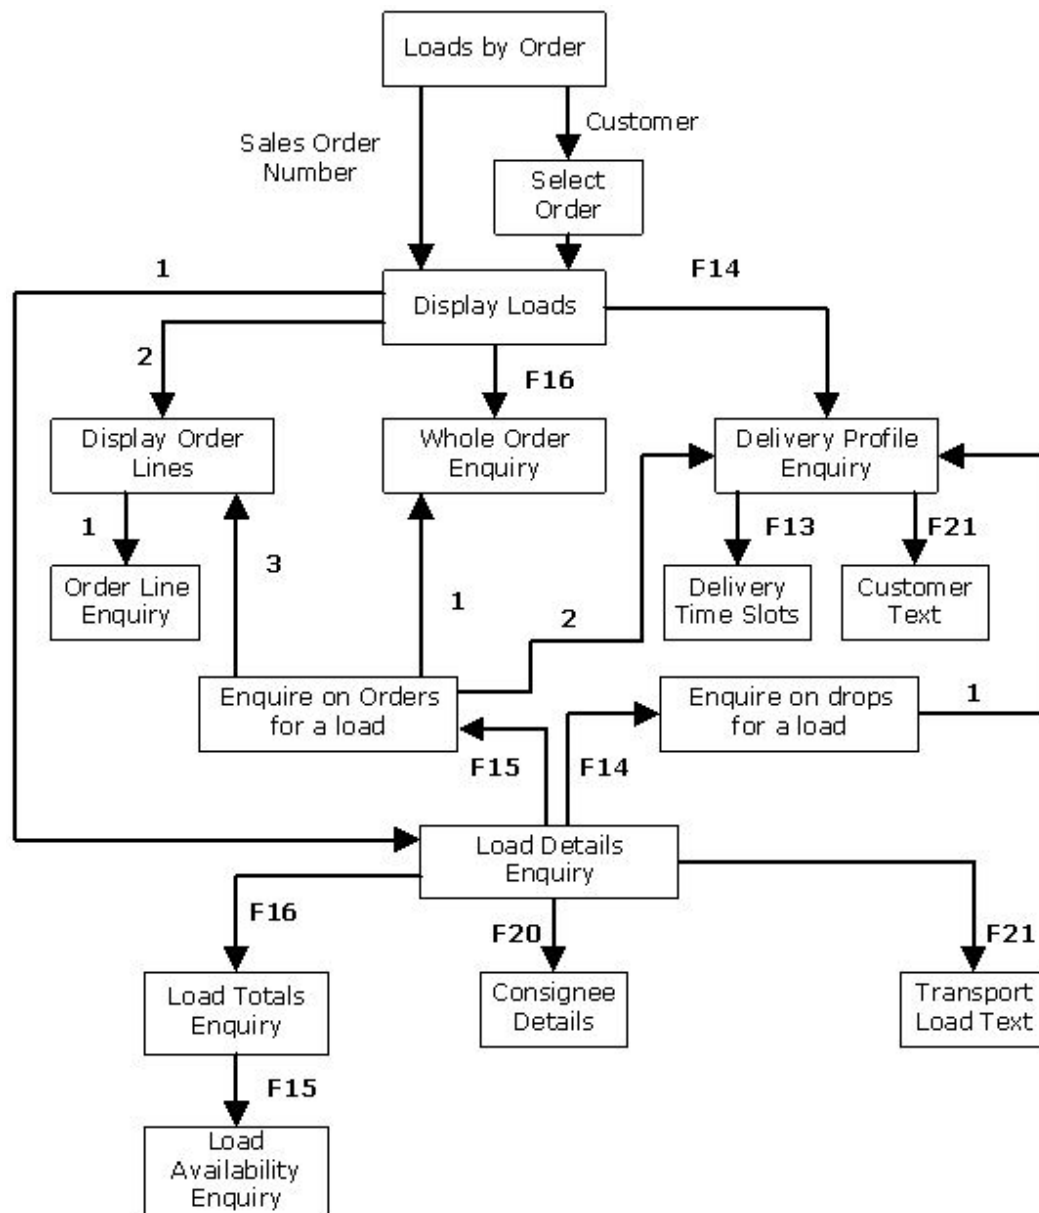 Loads by Order
Sales Order
Number
Customer
Select
Order
1
F14
Display Loads
2
F16
Display Order
Lines
Whole Order
Enquiry
Delivery Profile
Enquiry
1
3
1
2
F13
F21
Order Line
Enquiry
Delivery
Time Slots
Customer
Text
Enquire on Orders
for a load
Enquire on drops
for a load
1
F15
F14
Load Details
Enquiry
F16
F20
F21
Load Totals
Enquiry
Consignee
Details
Transport
Load Text
F15
Load
Availability
Enquiry